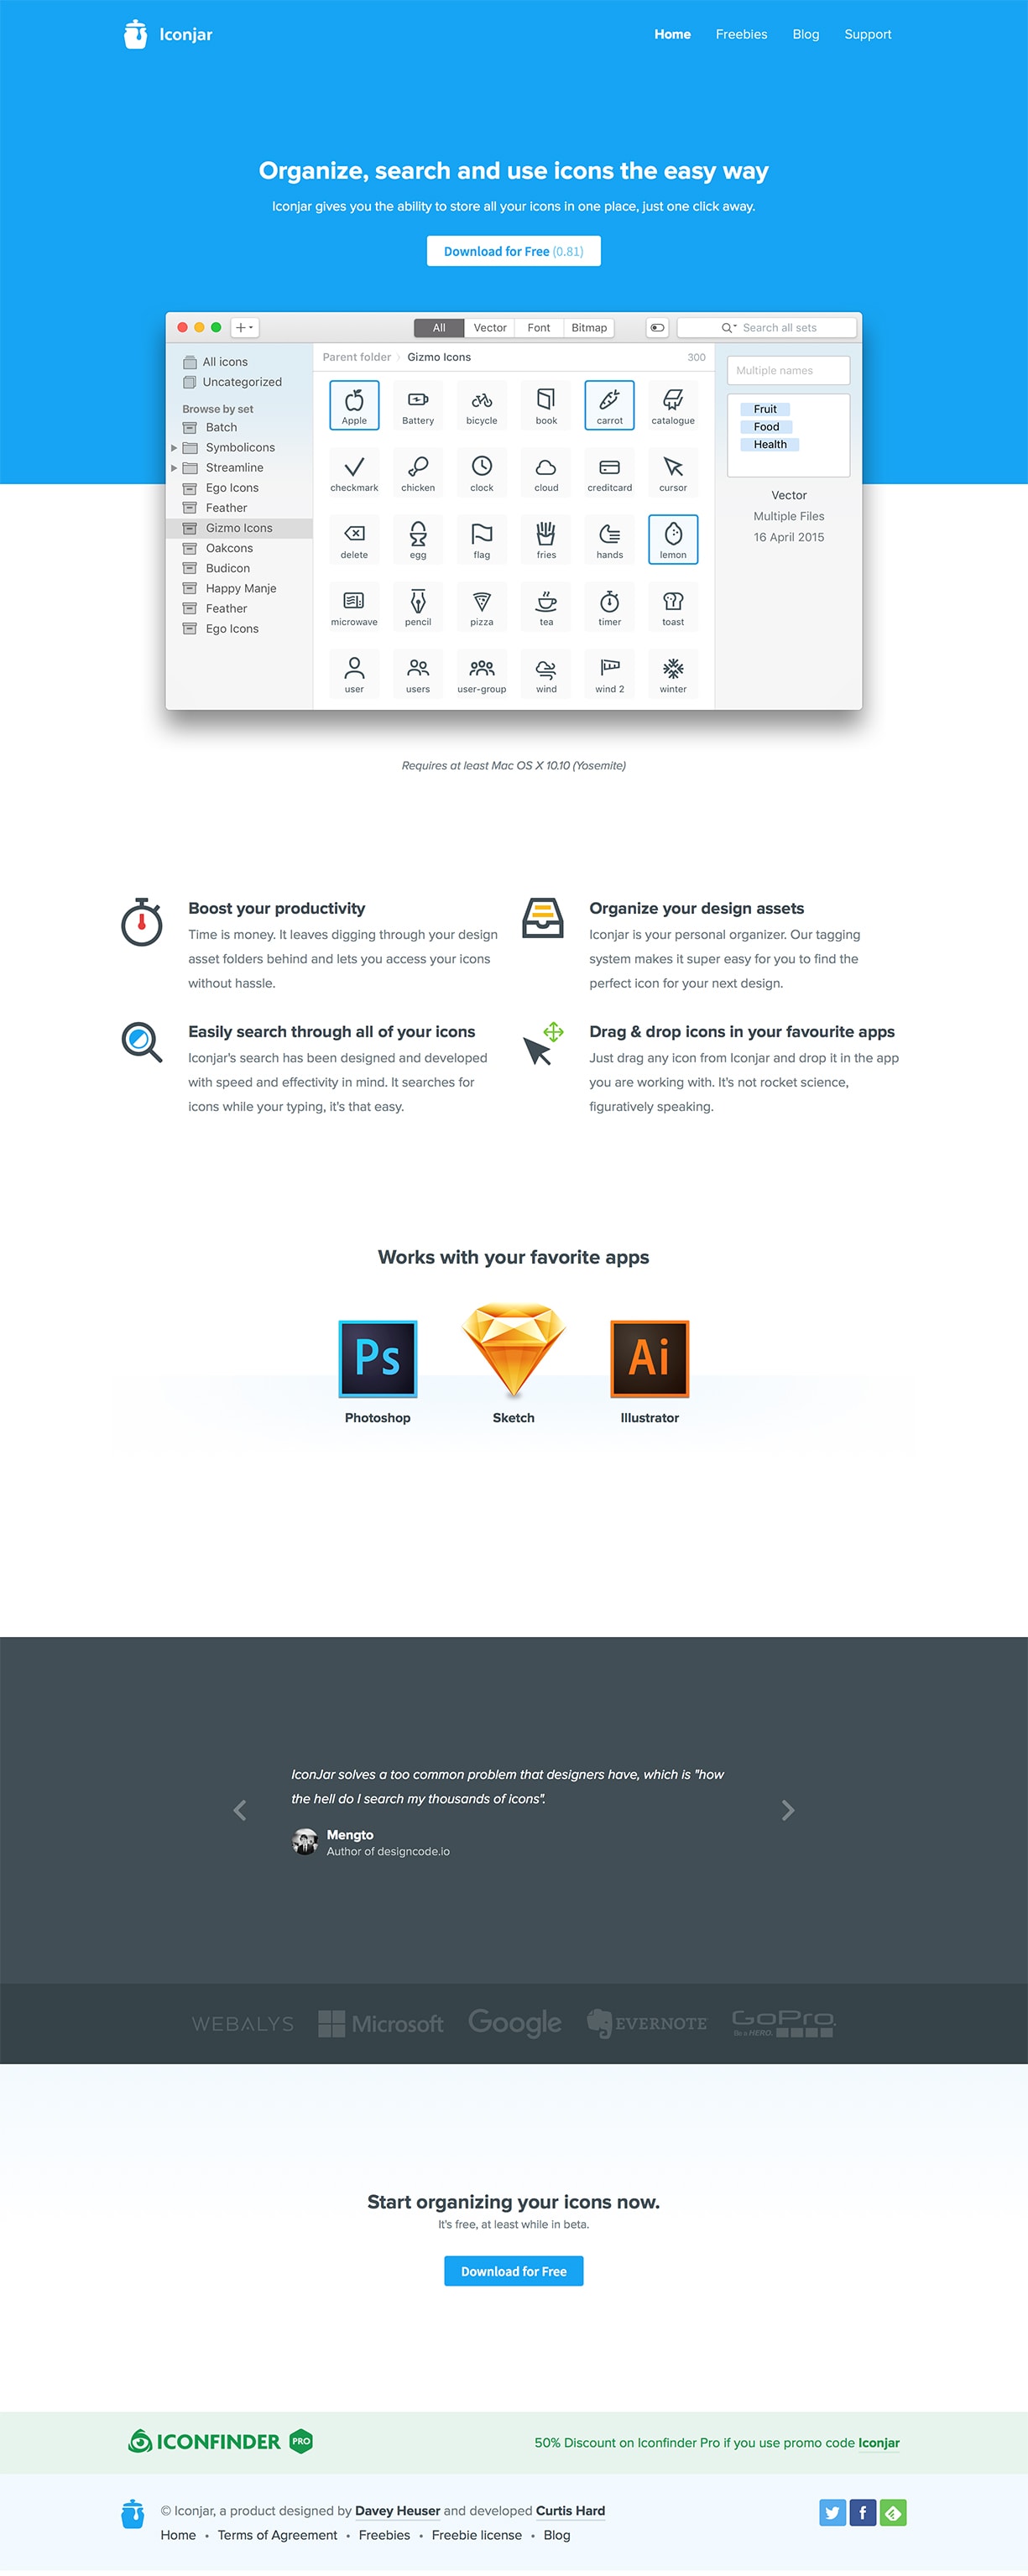 Iconjar
Home Freebies Blog Support
Organize, search and use icons the easy way
Iconjar gives you the ability to store all your icons in one place, just one click away.
Download for Free (0.81)
All Vector Font Bitmap
Search all sets
All icons
Uncategorized
Browse by set
Batch
Symbolicons
Streamline
Ego Icons
Feather
Gizmo Icons
Oakcons
Budicon
Happy Manje
Feather
Ego Icons
Parent folder Gizmo Icons 300
Apple Battery bicycle book carrot catalogue
checkmark chicken clock cloud creditcard cursor
delete egg flag fries hands lemon
microwave pencil pizza tea timer toast
user users user-group wind wind 2 winter
Multiple names
Fruit
Food
Health
Vector
Multiple Files
16 April 2015
Requires at least Mac OS X 10.10 (Yosemite)
Boost your productivity
Time is money. It leaves digging through your design
asset folders behind and lets you access your icons
without hassle.
Organize your design assets
Iconjar is your personal organizer. Our tagging
system makes it super easy for you to find the
perfect icon for your next design.
Easily search through all of your icons
Iconjar's search has been designed and developed
with speed and effectivity in mind. It searches for
icons while your typing, it's that easy.
Drag & drop icons in your favourite apps
Just drag any icon from Iconjar and drop it in the app
you are working with. It's not rocket science,
figuratively speaking.
Works with your favorite apps
Ps Ai
Photoshop Sketch Illustrator
IconJar solves a too common problem that designers have, which is "how
the hell do I search my thousands of icons".
Mengto
Author of designcode.io
WEBALYS Microsoft Google EVERNOTE GoPro.
Be a HERO.
Start organizing your icons now.
It's free, at least while in beta.
Download for Free
ICONFINDER PRO
50% Discount on Iconfinder Pro if you use promo code Iconjar
© Iconjar, a product designed by Davey Heuser and developed Curtis Hard
Home • Terms of Agreement • Freebies • Freebie license • Blog